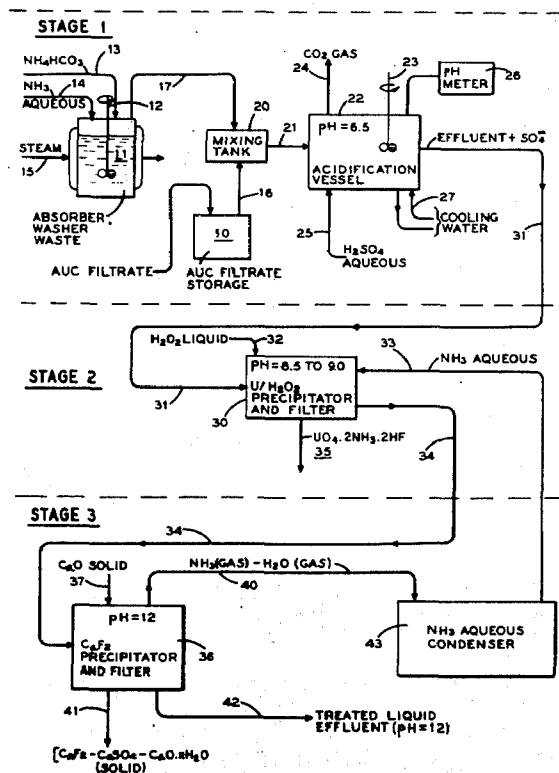 STAGE 1
NH4HCO3
13
NH3
14
AQUEOUS
12
17
STEAM
15
11
ABSORBER
WASHER
WASTE
20
MIXING
TANK
21
16
10
AUC FILTRATE
AUC FILTRATE
STORAGE
CO2 GAS
24
23
22
PH
METER
26
pH = 6.5
ACIDIFICATION
VESSEL
EFFLUENT + SO4=
25
H2SO4
AQUEOUS
27
COOLING
WATER
31
STAGE 2
H2O2 LIQUID
32
33
NH3 AQUEOUS
PH = 8.5 TO 9.0
U/H2O2
PRECIPITATOR
AND FILTER
31
30
UO4.2NH3.2HF
35
34
STAGE 3
34
CaO SOLID
37
NH3(GAS) – H2O (GAS)
40
pH = 12
CaF2
PRECIPITATOR
AND FILTER
36
43
NH3 AQUEOUS
CONDENSER
41
42
TREATED LIQUID
EFFLUENT (pH = 12)
[CaF2 – CaSO4 – CaO.xH2O
(SOLID)